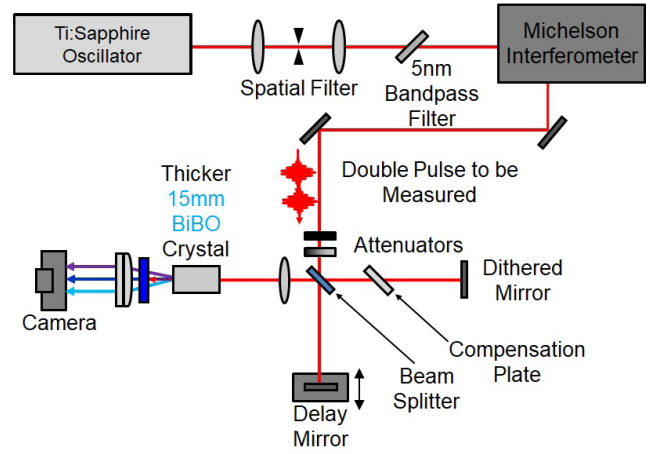 Ti:Sapphire
Oscillator
Spatial Filter
5nm
Bandpass
Filter
Michelson
Interferometer
Double Pulse to be
Measured
Thicker
15mm
BiBO
Crystal
Attenuators
Dithered
Mirror
Camera
Compensation
Plate
Beam
Splitter
Delay
Mirror